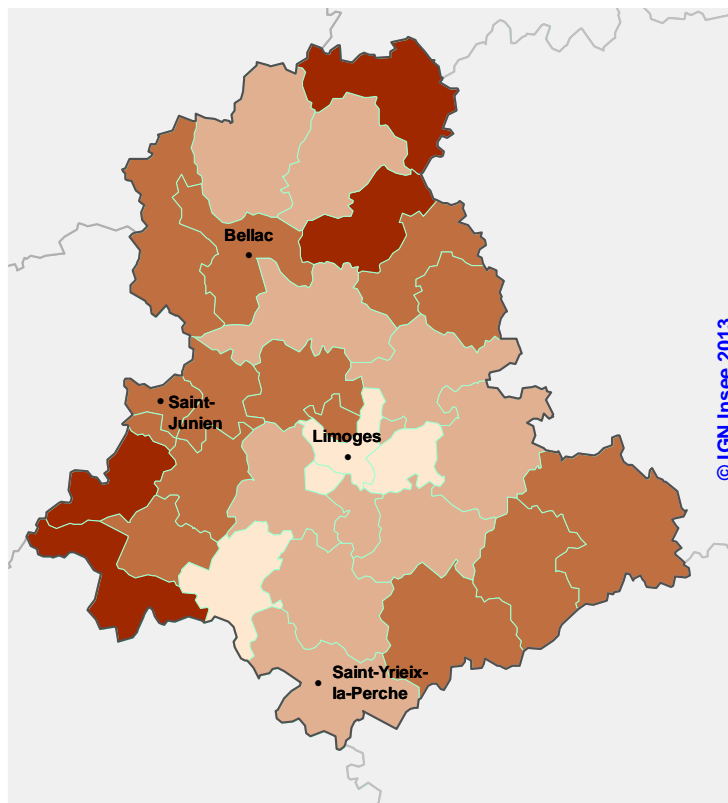 Bellac
© IGN Insee 2013
Saint-
Junien
Limoges
Saint-Yrieix-
la-Perche